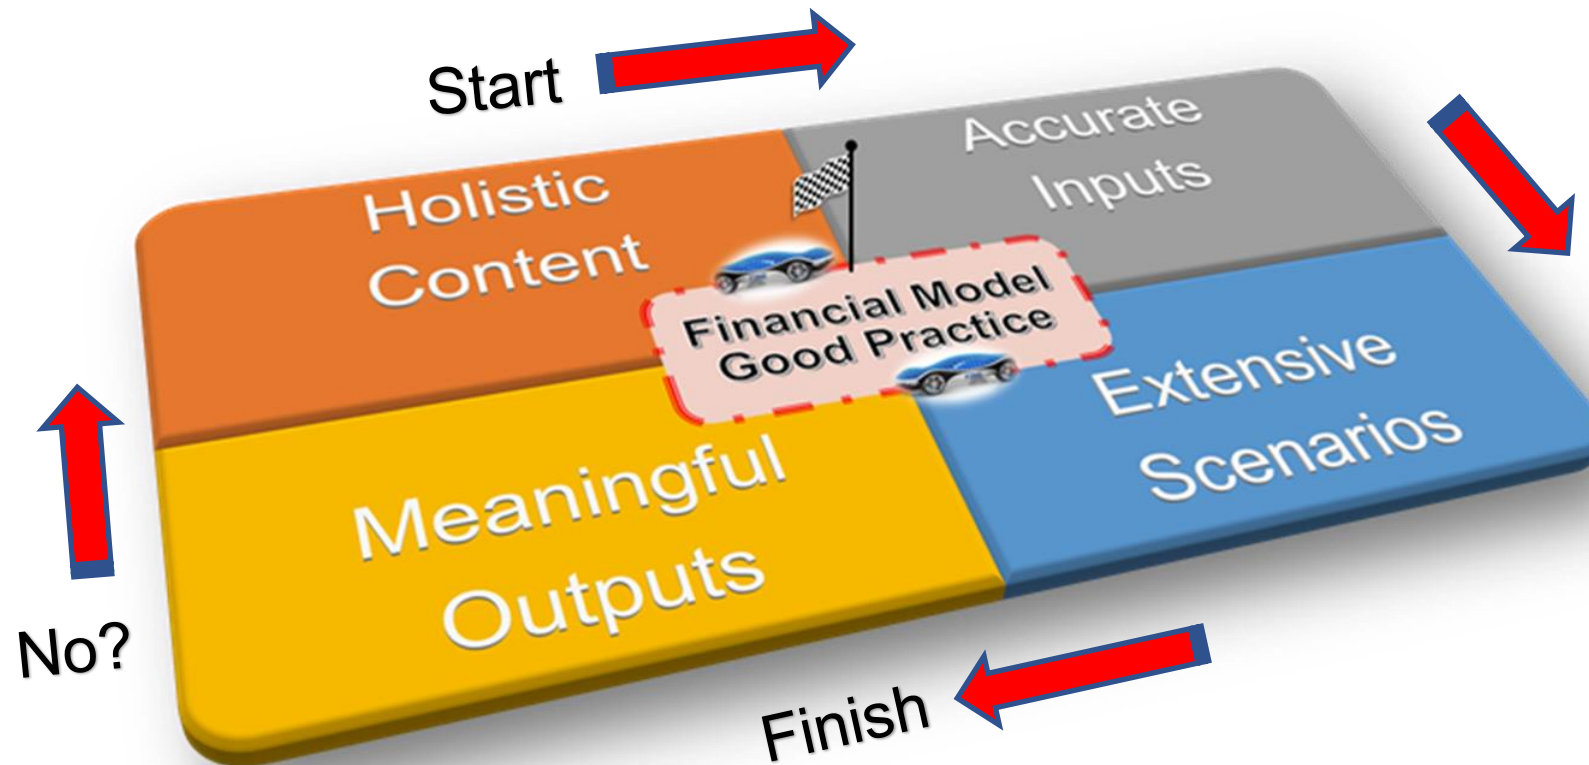 Start
Holistic
Content
Accurate
Inputs
Financial Model
Good Practice
Extensive
Scenarios
Meaningful
Outputs
No?
Finish